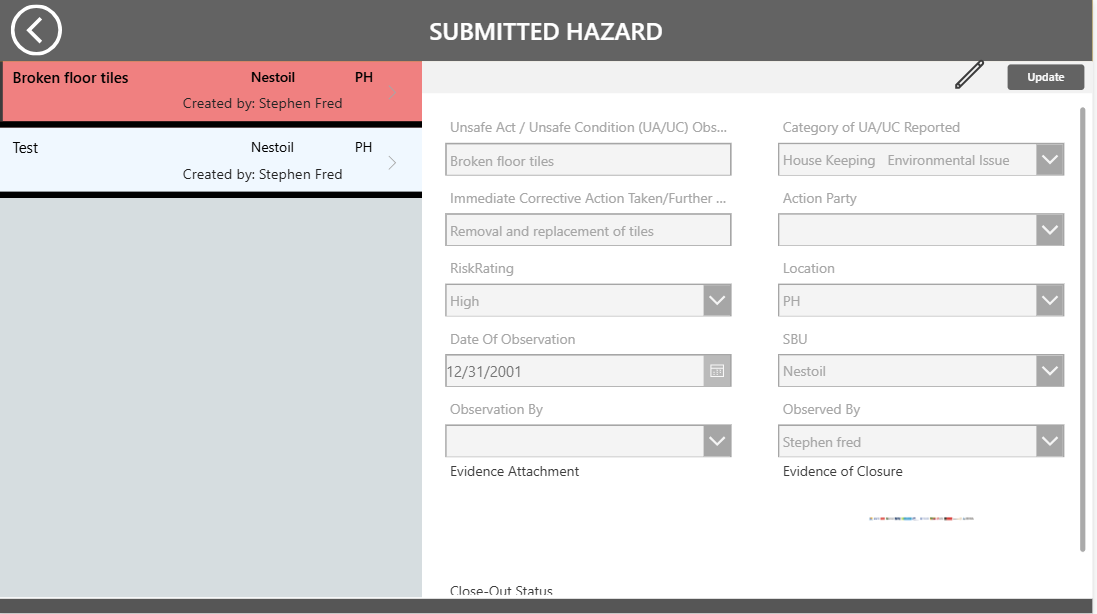 SUBMITTED HAZARD
Broken floor tiles Nestoil PH
Created by: Stephen Fred
Test Nestoil PH
Created by: Stephen Fred
Update
Unsafe Act / Unsafe Condition (UA/UC) Obs... Category of UA/UC Reported
Broken floor tiles House Keeping Environmental Issue
Immediate Corrective Action Taken/Further ... Action Party
Removal and replacement of tiles
RiskRating Location
High PH
Date Of Observation SBU
12/31/2001 Nestoil
Observation By Observed By
Stephen fred
Evidence Attachment Evidence of Closure
Close-Out Status